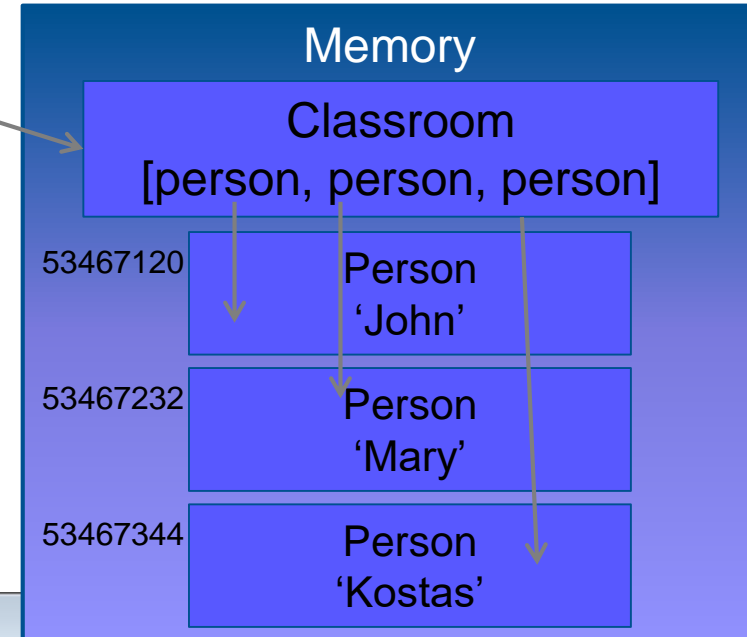 Memory
Classroom
[person, person, person]
53467120
Person
‘John’
53467232
Person
‘Mary’
53467344
Person
‘Kostas’